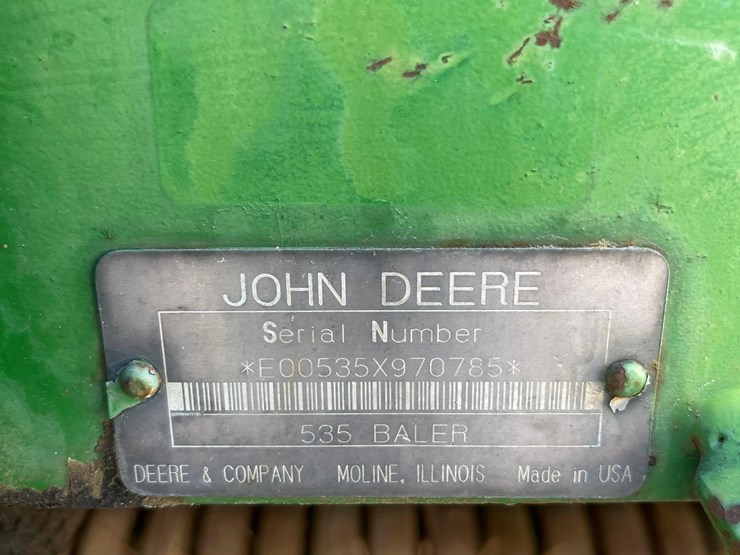 JOHN DEERE
Serial Number
*E00535X970785*
535 BALER
DEERE & COMPANY MOLINE, ILLINOIS Made in USA